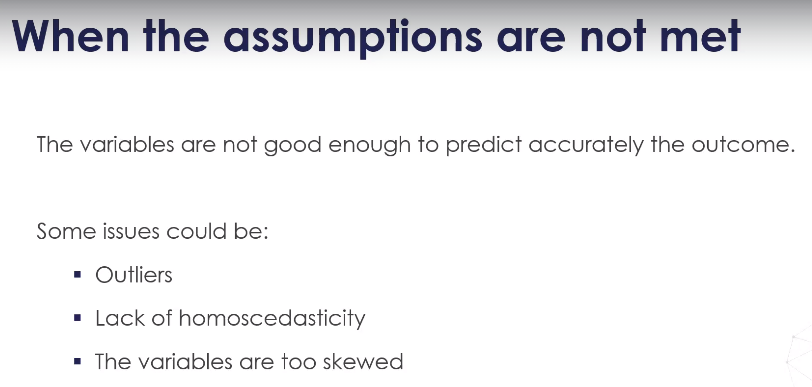 When the assumptions are not met
The variables are not good enough to predict accurately the outcome.
Some issues could be:
▪ Outliers
▪ Lack of homoscedasticity
▪ The variables are too skewed